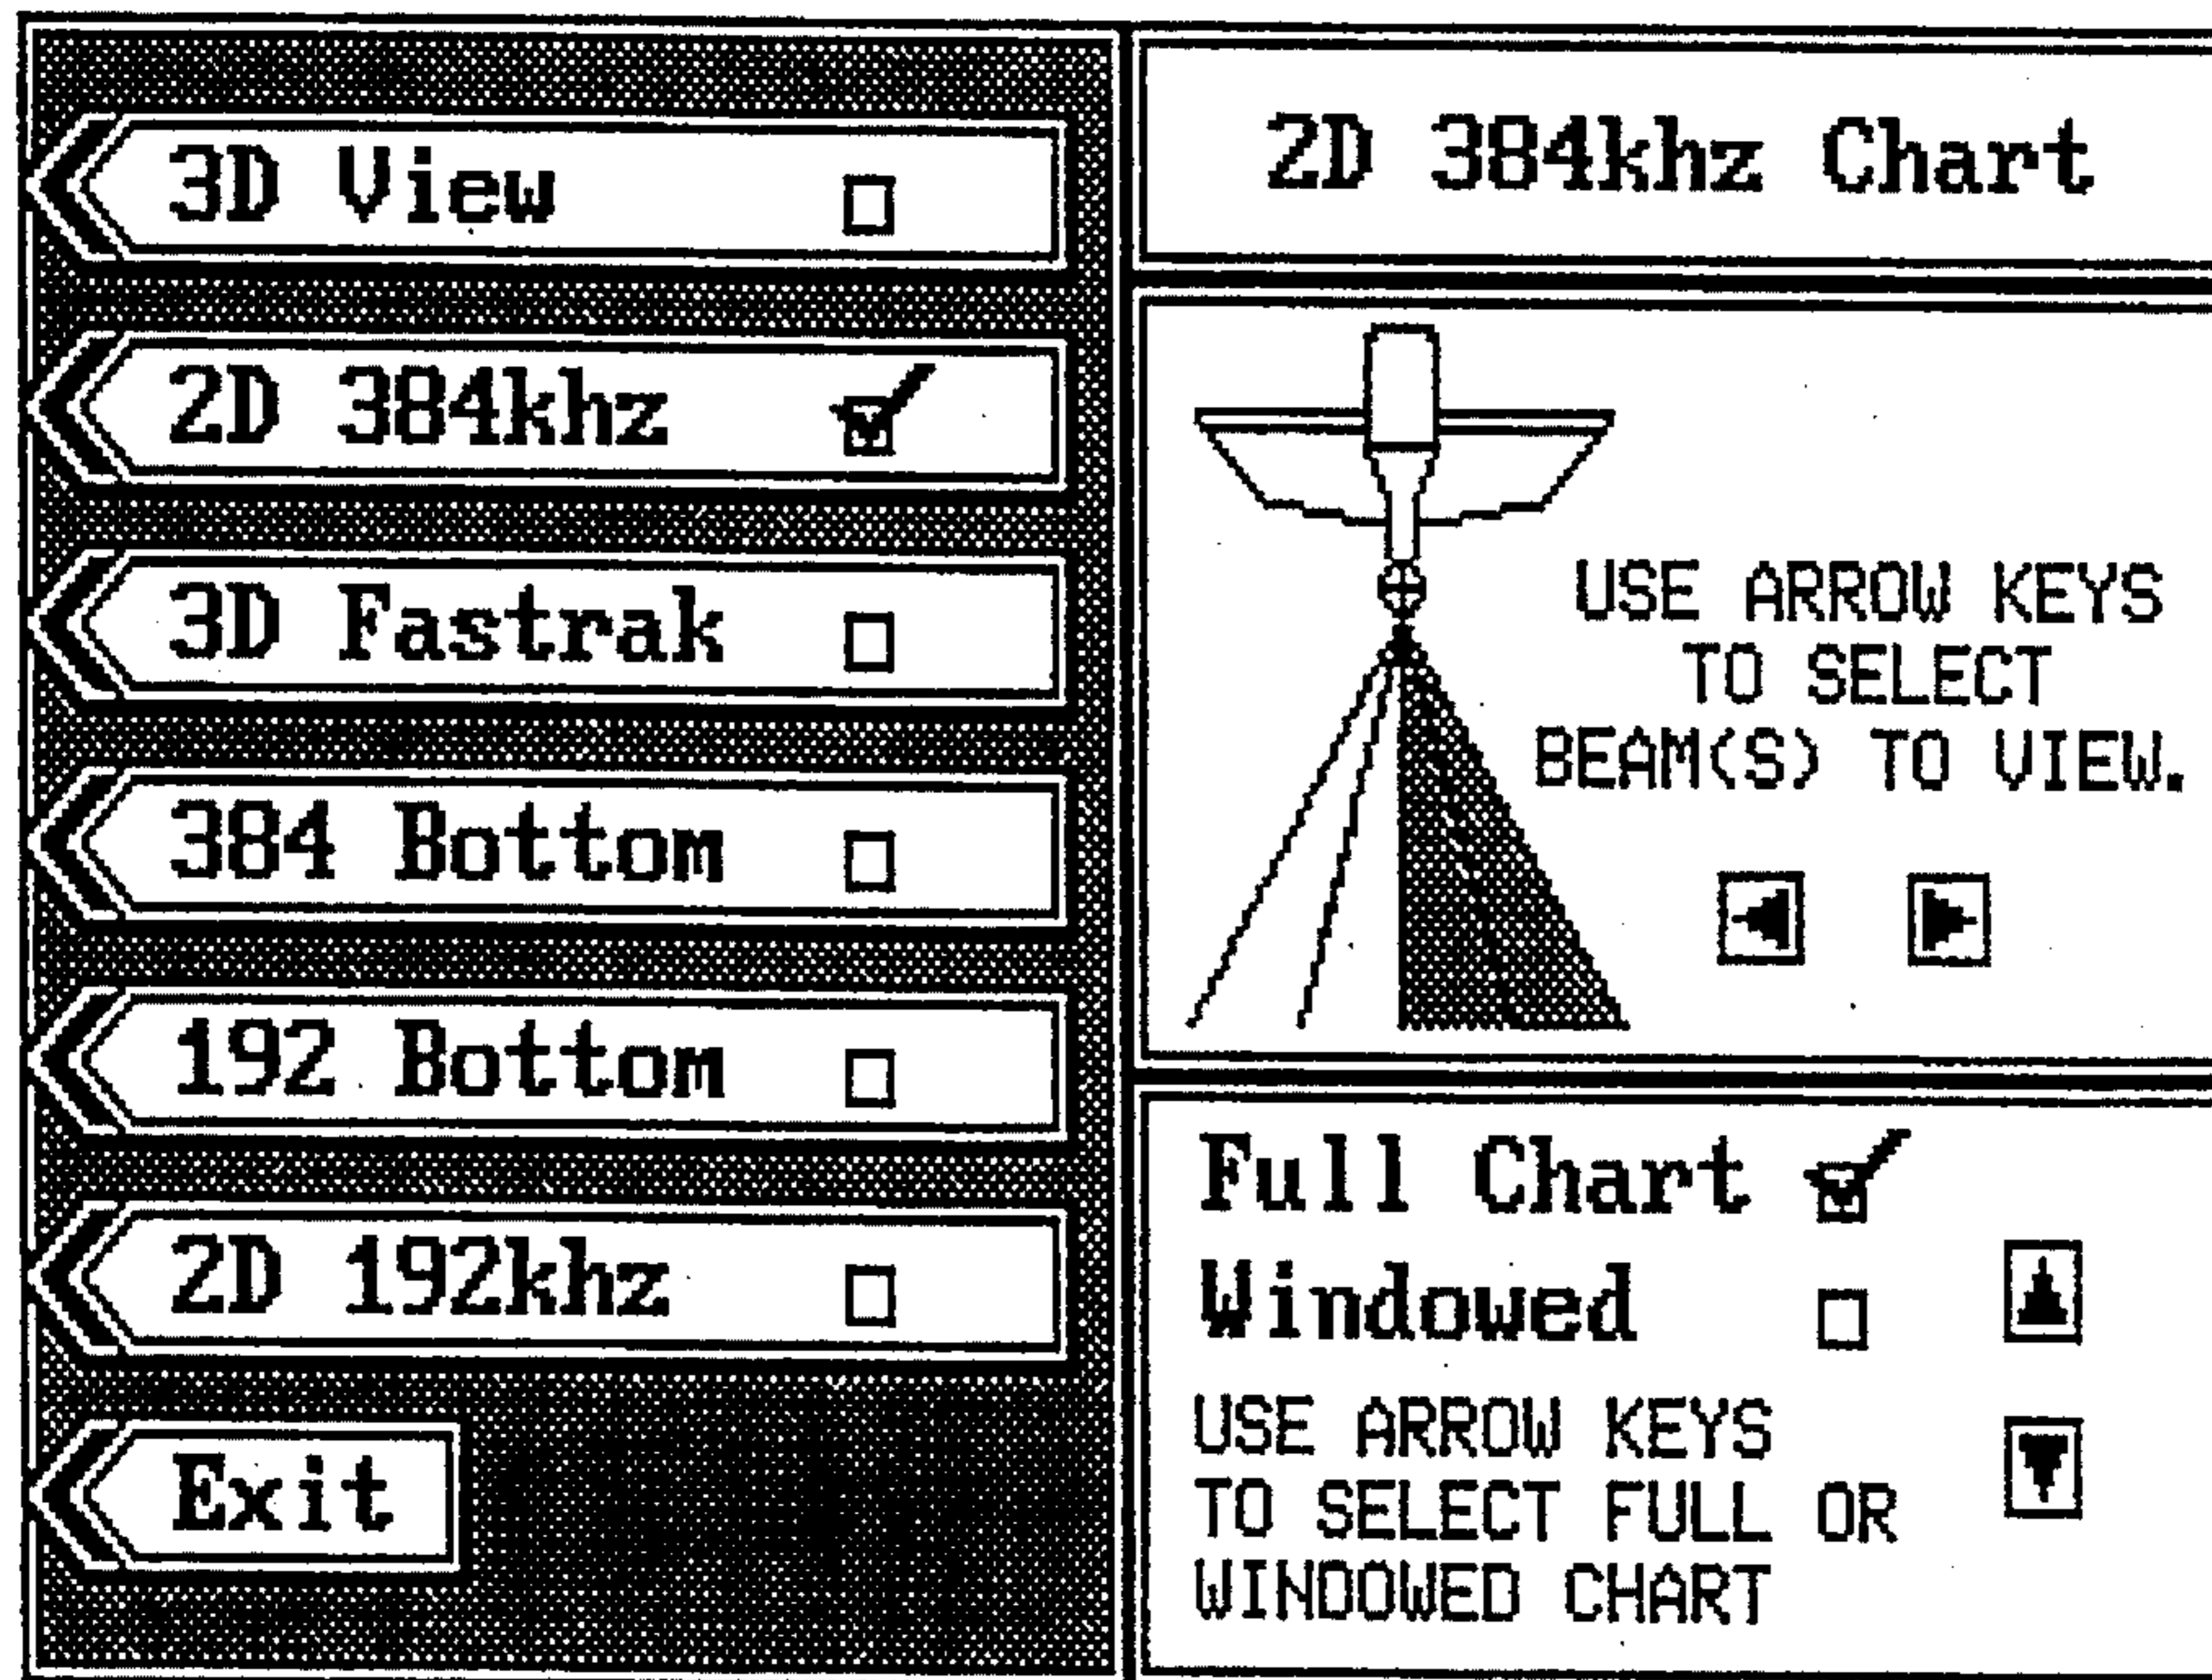 3D View
2D 384khz
3D Fastrak
384 Bottom
192 Bottom
2D 192khz
Exit
2D 384khz Chart
USE ARROW KEYS
TO SELECT
BEAM(S) TO VIEW.
Full Chart
Windowed
USE ARROW KEYS
TO SELECT FULL OR
WINDOWED CHART